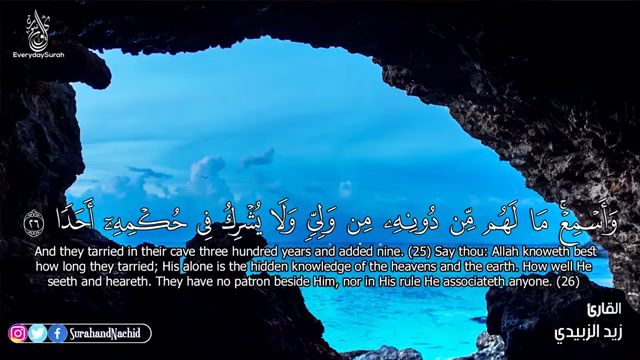 EverydaySurah
وَأَسْمِعْ ۚ مَا لَهُم مِّن دُونِهِۦ مِن وَلِيٍّ وَلَا يُشْرِكُ فِى حُكْمِهِۦٓ أَحَدًا ٢٦
And they tarried in their cave three hundred years and added nine. (25) Say thou: Allah knoweth best
how long they tarried; His alone is the hidden knowledge of the heavens and the earth. How well He
seeth and heareth. They have no patron beside Him, nor in His rule He associateth anyone. (26)
القارئ
زيد الزبيدي
SurahandNachid